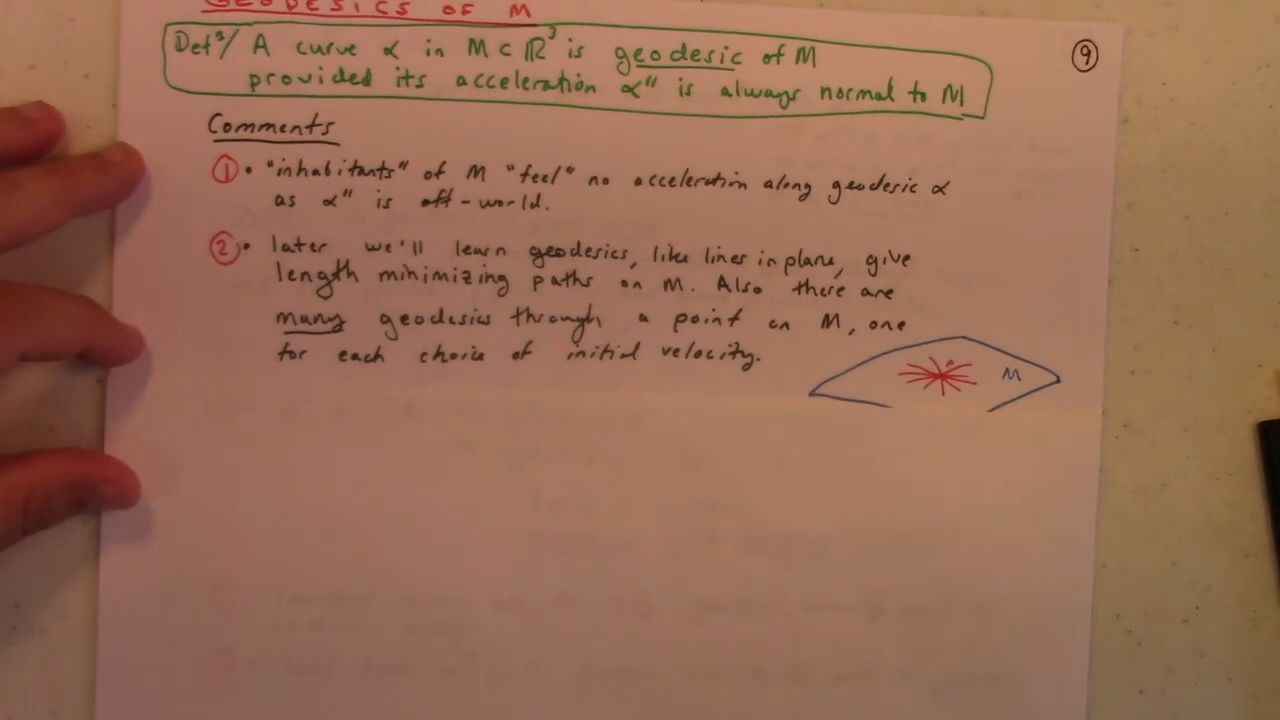 GEODESICS OF M
9
Defⁿ/ A curve α in M ⊂ ℝ³ is geodesic of M
provided its acceleration α'' is always normal to M
Comments
① • "inhabitants" of M "feel" no acceleration along geodesic α
as α'' is off-world.
② • later we'll learn geodesics, like lines in plane, give
length minimizing paths on M. Also there are
many geodesics through a point on M, one
for each choice of initial velocity.
M